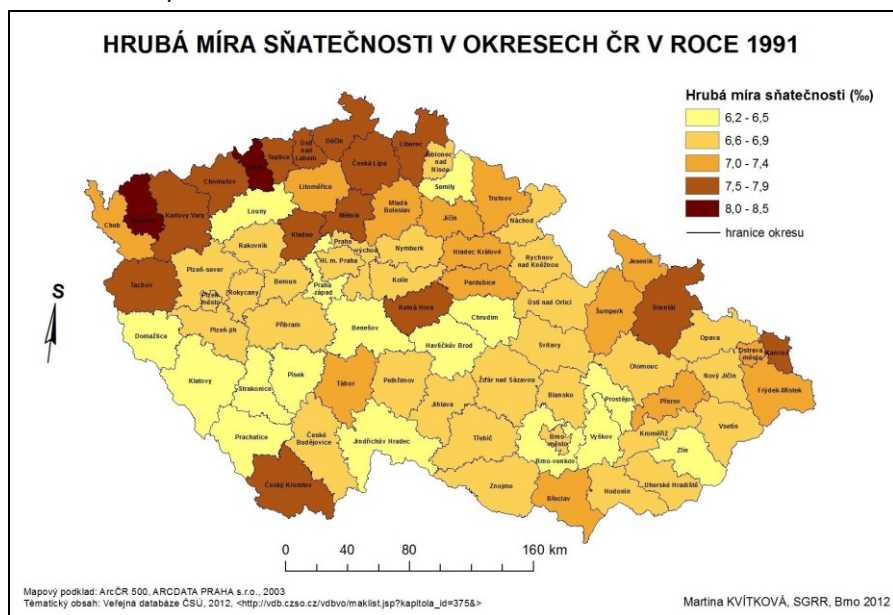 HRUBÁ MÍRA SŇATEČNOSTI V OKRESECH ČR V ROCE 1991
Hrubá míra sňatečnosti (‰)
6,2 - 6,5
6,6 - 6,9
7,0 - 7,4
7,5 - 7,9
8,0 - 8,5
hranice okresu
S
Děčín
Liberec
Teplice
Ústí
nad
Labem
Česká Lípa
Jablonec
nad
Nisou
Semily
Chomutov
Litoměřice
Trutnov
Louny
Mladá
Boleslav
Jičín
Náchod
Cheb
Karlovy Vary
Mělník
Kladno
Rakovník
Praha
východ
Nymburk
Hradec Králové
Rychnov
nad Kněžnou
Jeseník
Hl. m. Praha
Tachov
Plzeň-sever
Rokycany
Beroun
Praha
západ
Kolín
Pardubice
Plzeň
město
Kutná Hora
Ústí nad Orlicí
Šumperk
Bruntál
Domažlice
Plzeň-jih
Příbram
Benešov
Chrudim
Opava
Ostrava
město
Karviná
Havlíčkův Brod
Svitavy
Klatovy
Strakonice
Písek
Tábor
Pelhřimov
Žďár nad Sázavou
Olomouc
Nový Jičín
Blansko
Prostějov
Přerov
Frýdek-Místek
Jihlava
Prachatice
České
Budějovice
Jindřichův Hradec
Třebíč
Brno-
město
Vyškov
Kroměříž
Vsetín
Brno-venkov
Zlín
Český Krumlov
Znojmo
Břeclav
Hodonín
Uherské Hradiště
0 40 80 160 km
Mapový podklad: ArcČR 500, ARCDATA PRAHA s.r.o., 2003
Tématický obsah: Veřejná databáze ČSÚ, 2012, <http://vdb.czso.cz/vdbvo/maklist.jsp?kapitola_id=375&>
Martina KVÍTKOVÁ, SGRR, Brno 2012